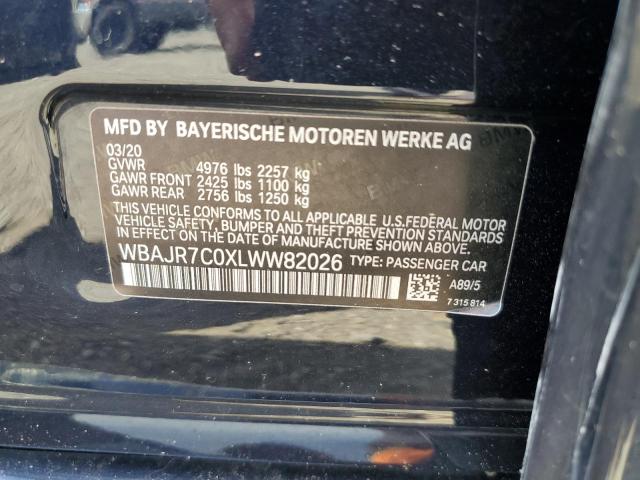 MFD BY BAYERISCHE MOTOREN WERKE AG
03/20
GVWR 4976 lbs 2257 kg
GAWR FRONT 2425 lbs 1100 kg
GAWR REAR 2756 lbs 1250 kg
THIS VEHICLE CONFORMS TO ALL APPLICABLE U.S.FEDERAL MOTOR
VEHICLE SAFETY, BUMPER AND THEFT PREVENTION STANDARDS
IN EFFECT ON THE DATE OF MANUFACTURE SHOWN ABOVE.
WBAJR7C0XLWW82026 TYPE: PASSENGER CAR
A89/5
7 315 814